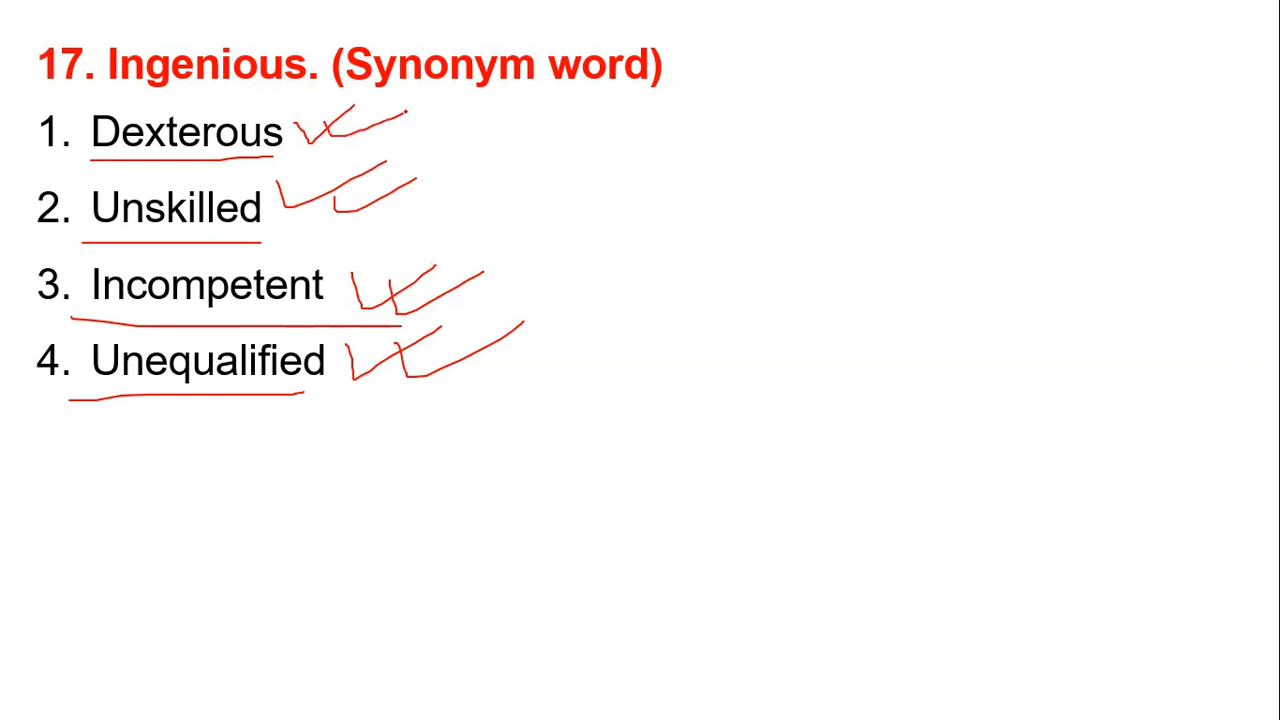 17. Ingenious. (Synonym word)
1. Dexterous
2. Unskilled
3. Incompetent
4. Unequalified